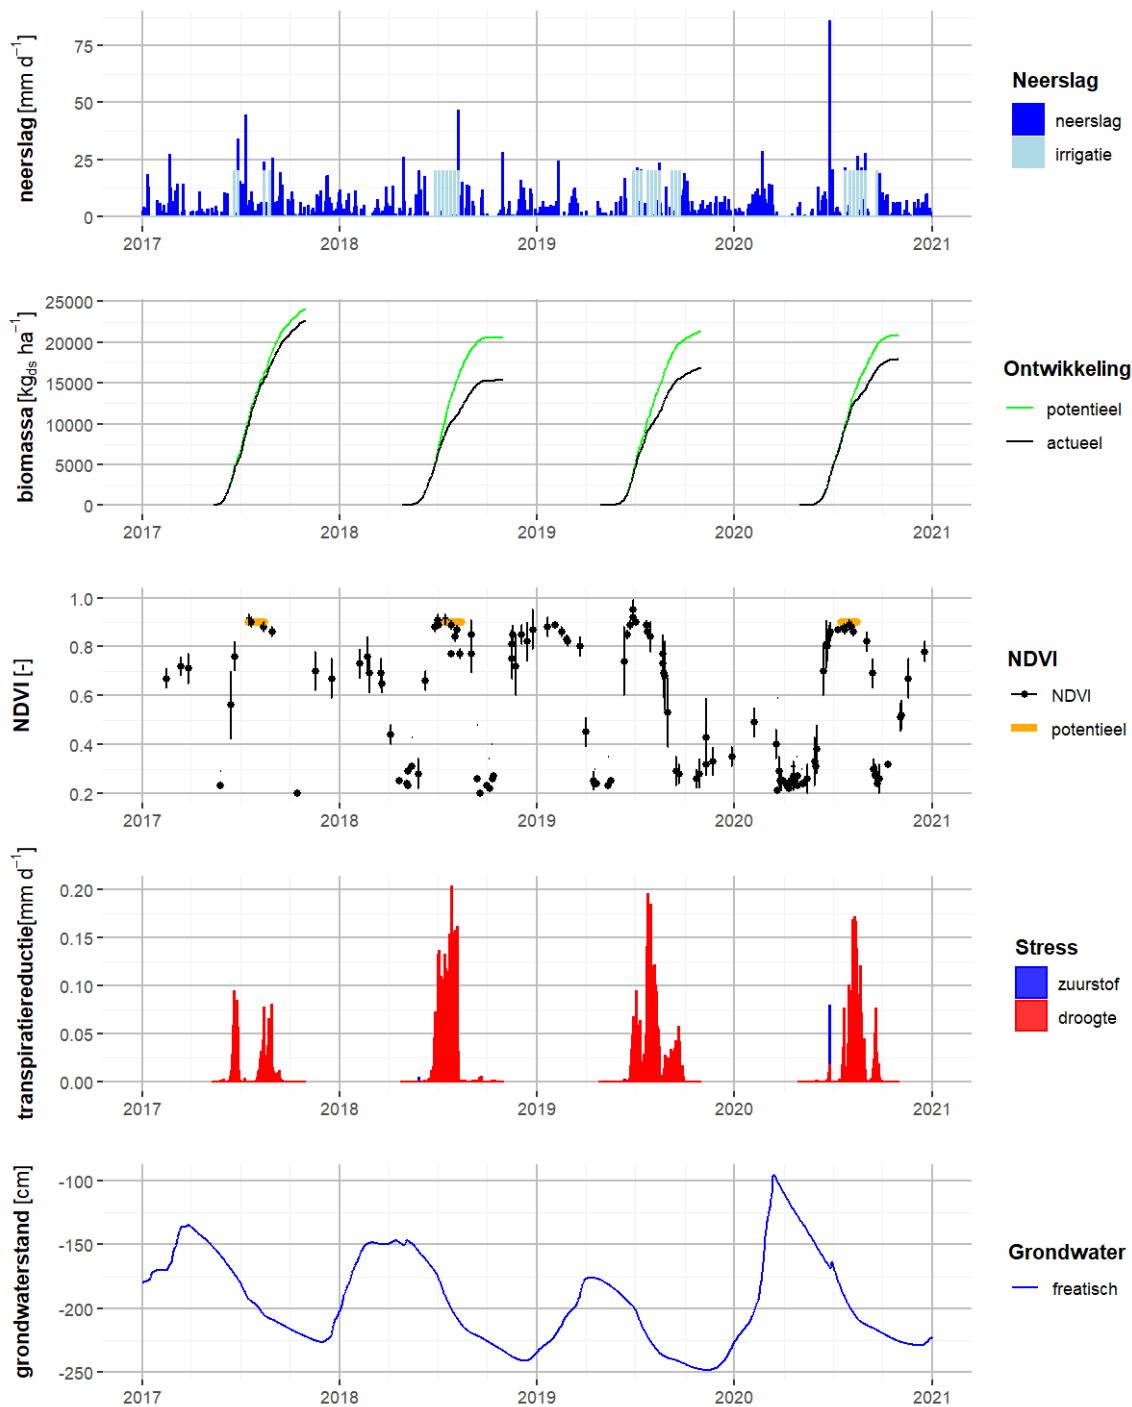 neerslag [mm d⁻¹]
75
50
25
0
2017 2018 2019 2020 2021
Neerslag
neerslag
irrigatie
biomassa [kg_ds ha⁻¹]
25000
20000
15000
10000
5000
0
2017 2018 2019 2020 2021
Ontwikkeling
potentieel
actueel
NDVI [-]
1.0
0.8
0.6
0.4
0.2
2017 2018 2019 2020 2021
NDVI
NDVI
potentieel
transpiratiereductie[mm d⁻¹]
0.20
0.15
0.10
0.05
0.00
2017 2018 2019 2020 2021
Stress
zuurstof
droogte
grondwaterstand [cm]
-100
-150
-200
-250
2017 2018 2019 2020 2021
Grondwater
freatisch